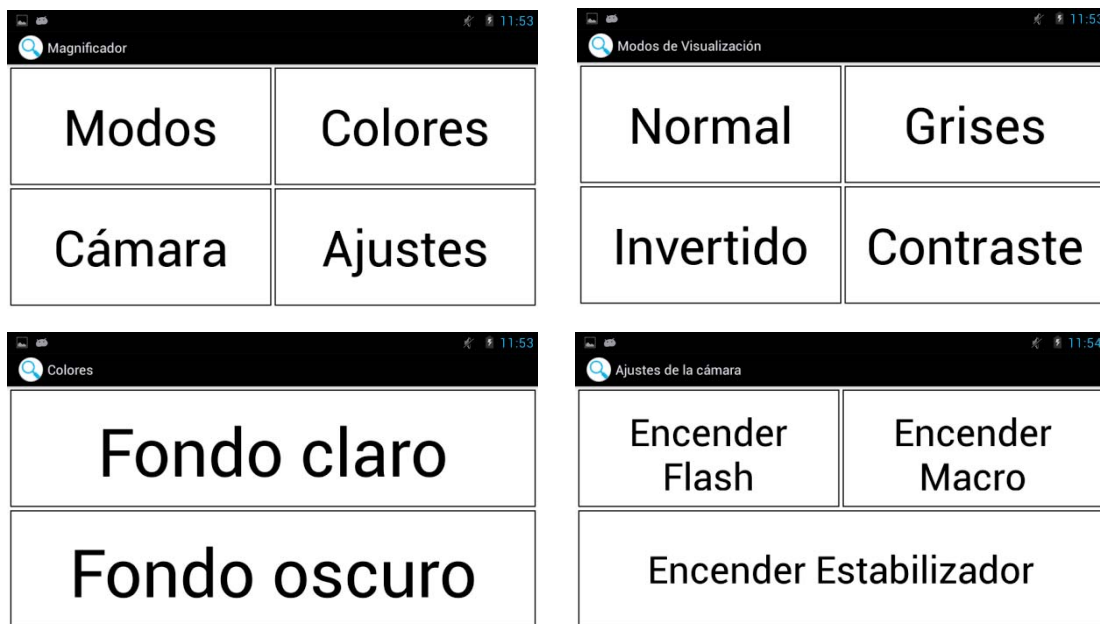 11:53
Magnificador
Modos Colores
Cámara Ajustes
11:53
Modos de Visualización
Normal Grises
Invertido Contraste
11:53
Colores
Fondo claro
Fondo oscuro
11:54
Ajustes de la cámara
Encender Encender
Flash Macro
Encender Estabilizador